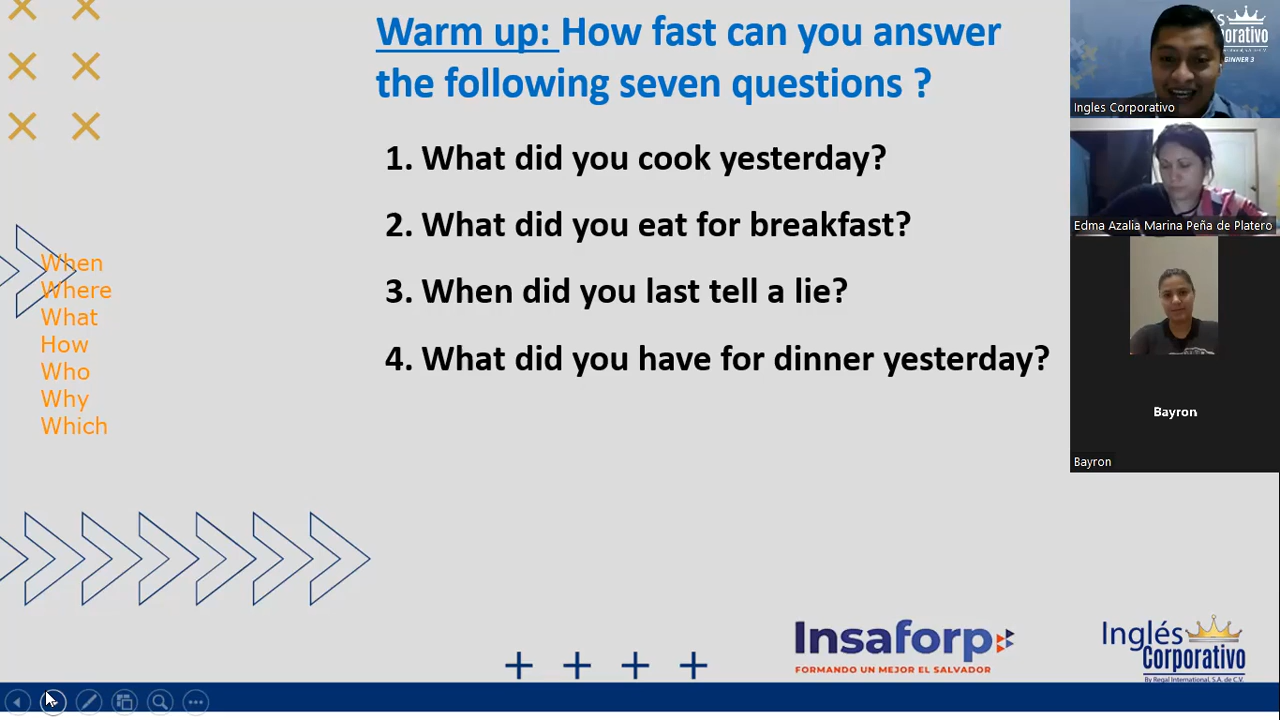 Warm up: How fast can you answer
the following seven questions ?
1. What did you cook yesterday?
2. What did you eat for breakfast?
3. When did you last tell a lie?
4. What did you have for dinner yesterday?
When
Where
What
How
Who
Why
Which
Corporativo
Ingles Corporativo
Edma Azalia Marina Peña de Platero
Bayron
Bayron
Insaforp
FORMANDO UN MEJOR EL SALVADOR
Inglés
Corporativo
By Regal International, S.A. de C.V.